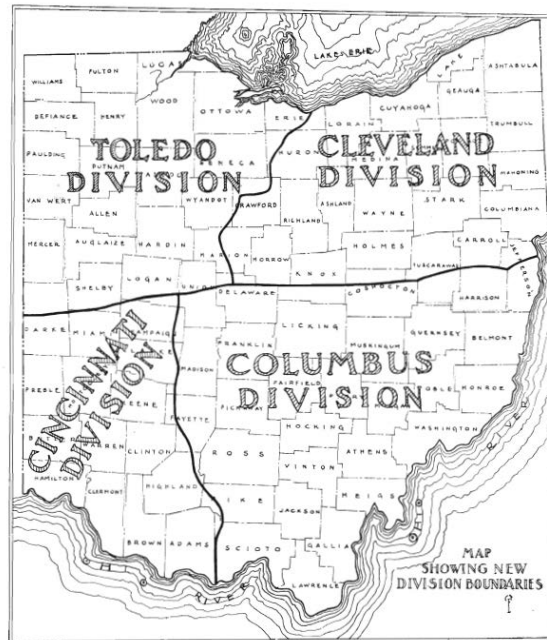 LAKE ERIE
LAKE
ASHTABULA
WILLIAMS
FULTON
LUCAS
GEAUGA
WOOD
OTTOWA
CUYAHOGA
DEFIANCE
HENRY
ERIE
LORAIN
TRUMBULL
TOLEDO
DIVISION
CLEVELAND
DIVISION
PAULDING
PUTNAM
SENECA
HURON
MEDINA
MAHONING
VAN WERT
ALLEN
WYANDOT
CRAWFORD
RICHLAND
ASHLAND
WAYNE
STARK
COLUMBIANA
MERCER
AUGLAIZE
HARDIN
MARION
MORROW
KNOX
HOLMES
TUSCARAWAS
CARROLL
JEFFERSON
SHELBY
LOGAN
UNION
DELAWARE
COSHOCTON
HARRISON
DARKE
MIAMI
CHAMPAIGN
FRANKLIN
LICKING
MUSKINGUM
GUERNSEY
BELMONT
CINCINNATI
DIVISION
COLUMBUS
DIVISION
MADISON
PREBLE
GREENE
FAYETTE
PICKAWAY
FAIRFIELD
NOBLE
MONROE
WASHINGTON
HOCKING
BUTLER
WARREN
CLINTON
ROSS
VINTON
ATHENS
HAMILTON
CLERMONT
HIGHLAND
PIKE
JACKSON
MEIGS
BROWN
ADAMS
SCIOTO
GALLIA
LAWRENCE
OHIO RIVER
OHIO RIVER
MAP
SHOWING NEW
DIVISION BOUNDARIES